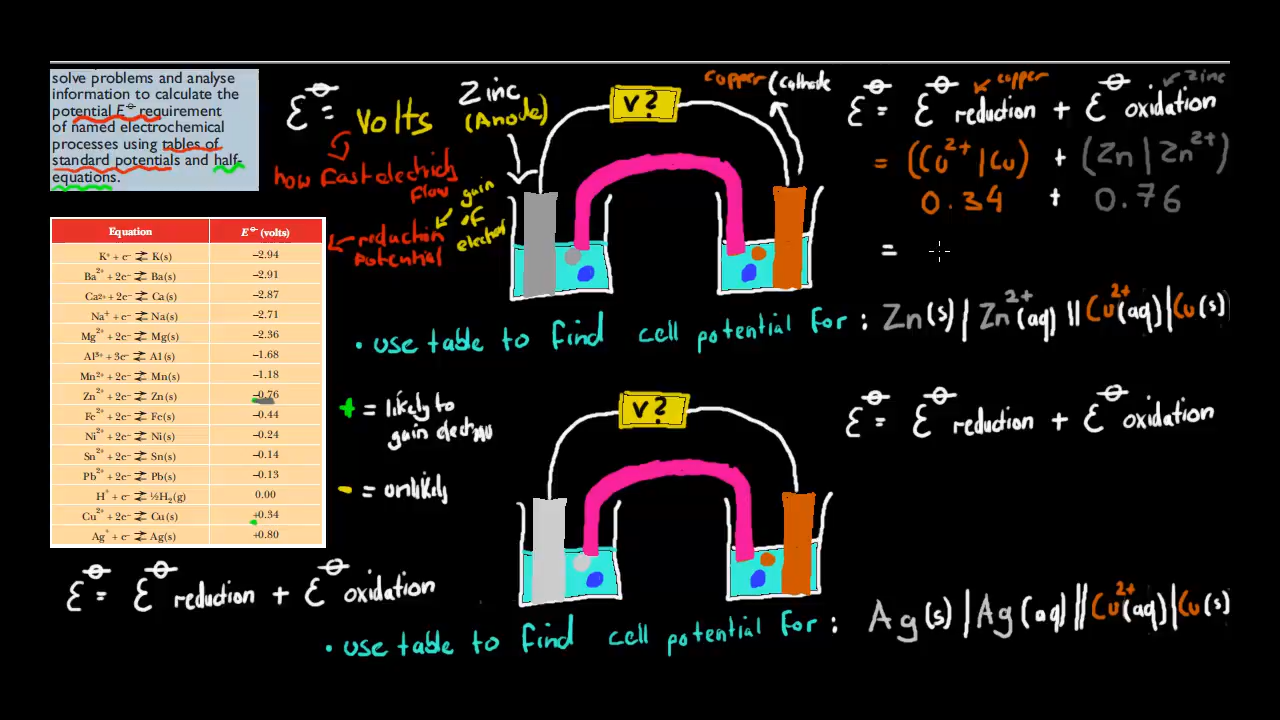 solve problems and analyse
information to calculate the
potential E⦵ requirement
of named electrochemical
processes using tables of
standard potentials and half-
equations.
Equation E⦵ (volts)
K⁺ + e⁻ ⇄ K(s) –2.94
Ba²⁺ + 2e⁻ ⇄ Ba(s) –2.91
Ca²⁺ + 2e⁻ ⇄ Ca(s) –2.87
Na⁺ + e⁻ ⇄ Na(s) –2.71
Mg²⁺ + 2e⁻ ⇄ Mg(s) –2.36
Al³⁺ + 3e⁻ ⇄ Al(s) –1.68
Mn²⁺ + 2e⁻ ⇄ Mn(s) –1.18
Zn²⁺ + 2e⁻ ⇄ Zn(s) –0.76
Fe²⁺ + 2e⁻ ⇄ Fe(s) –0.44
Ni²⁺ + 2e⁻ ⇄ Ni(s) –0.24
Sn²⁺ + 2e⁻ ⇄ Sn(s) –0.14
Pb²⁺ + 2e⁻ ⇄ Pb(s) –0.13
H⁺ + e⁻ ⇄ ½H₂(g) 0.00
Cu²⁺ + 2e⁻ ⇄ Cu(s) +0.34
Ag⁺ + e⁻ ⇄ Ag(s) +0.80
E⦵ = E⦵ reduction + E⦵ oxidation
E⦵ = volts
how fast electrons
flow
reduction
potential
gain
of
electron
Zinc
(Anode)
V?
copper (cathode
• use table to find cell potential for : Zn(s) | Zn²⁺(aq) || Cu²⁺(aq) | Cu(s)
copper
zinc
E⦵ = E⦵ reduction + E⦵ oxidation
= (Cu²⁺ | Cu) + (Zn | Zn²⁺)
0.34 + 0.76
=
+ = likely to
gain electrons
- = unlikely
V?
E⦵ = E⦵ reduction + E⦵ oxidation
• use table to find cell potential for : Ag(s) | Ag(aq) || Cu²⁺(aq) | Cu(s)